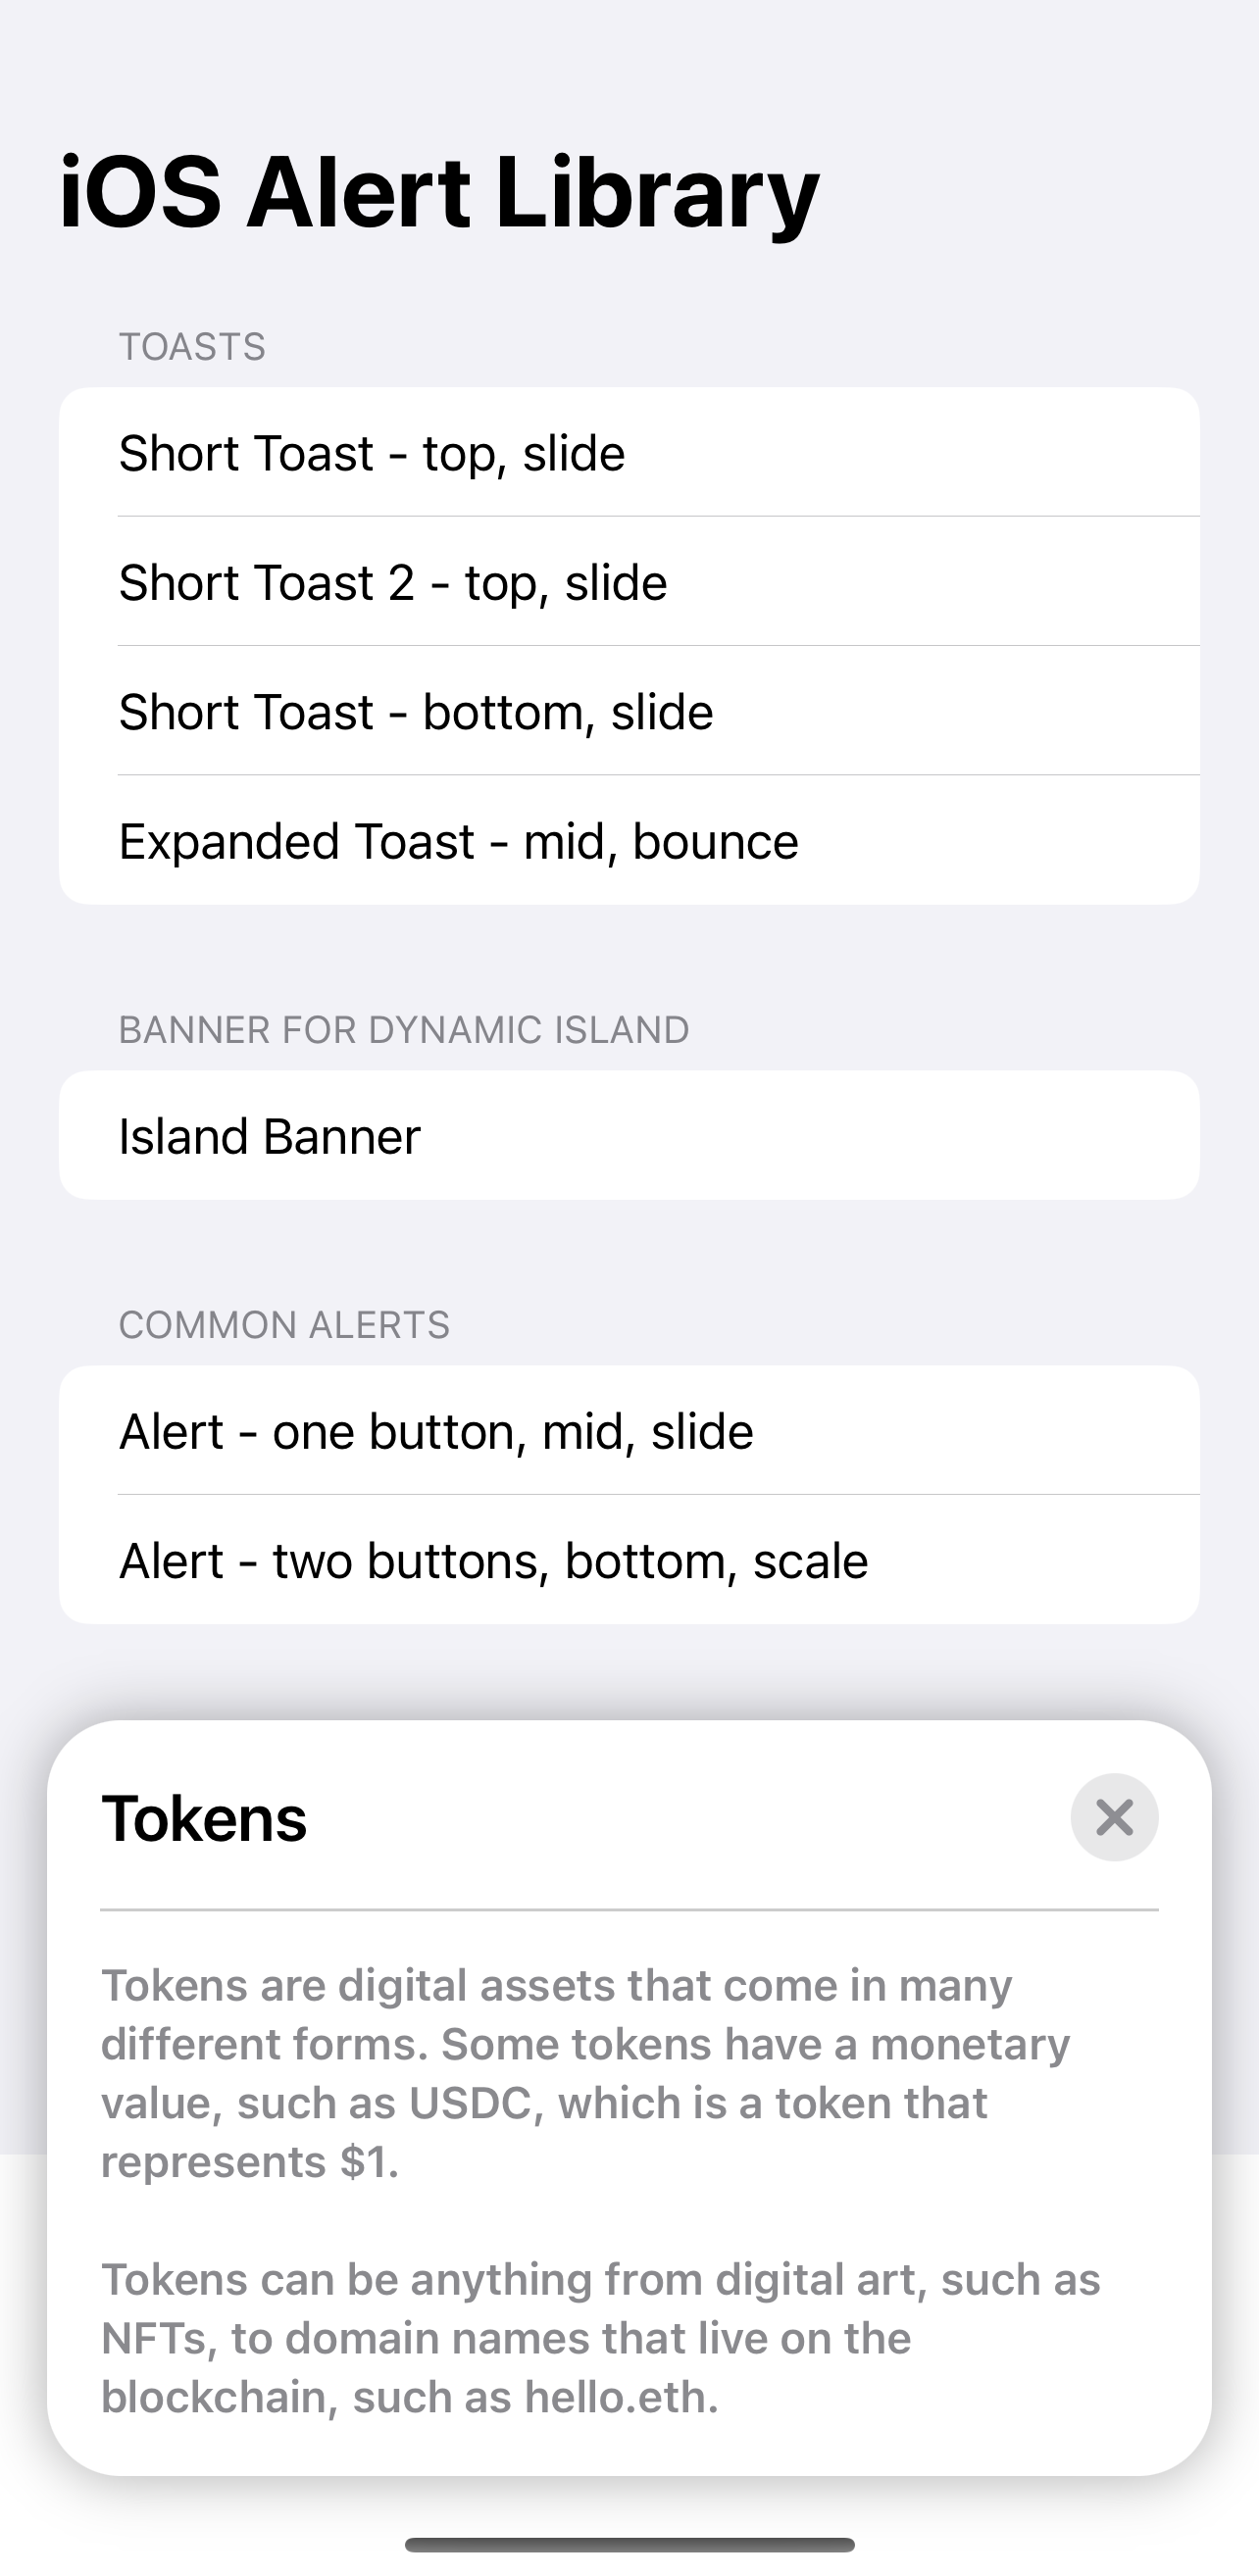 iOS Alert Library
TOASTS
Short Toast - top, slide
Short Toast 2 - top, slide
Short Toast - bottom, slide
Expanded Toast - mid, bounce
BANNER FOR DYNAMIC ISLAND
Island Banner
COMMON ALERTS
Alert - one button, mid, slide
Alert - two buttons, bottom, scale
Tokens
Tokens are digital assets that come in many
different forms. Some tokens have a monetary
value, such as USDC, which is a token that
represents $1.
Tokens can be anything from digital art, such as
NFTs, to domain names that live on the
blockchain, such as hello.eth.